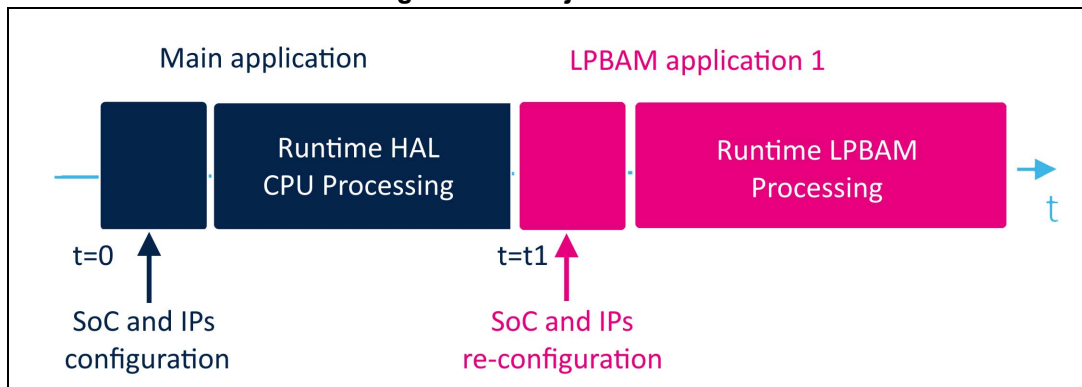 Main application
LPBAM application 1
Runtime HAL
CPU Processing
Runtime LPBAM
Processing
t
t=0
t=t1
SoC and IPs
configuration
SoC and IPs
re-configuration